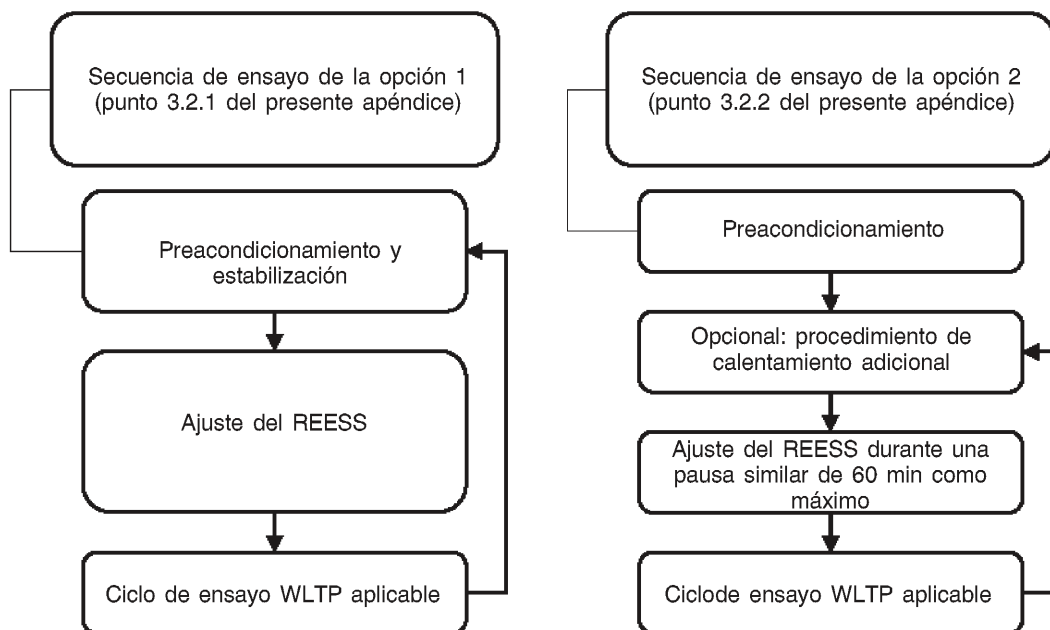 Secuencia de ensayo de la opción 1
(punto 3.2.1 del presente apéndice)
Preacondicionamiento y
estabilización
Ajuste del REESS
Ciclo de ensayo WLTP aplicable
Secuencia de ensayo de la opción 2
(punto 3.2.2 del presente apéndice)
Preacondicionamiento
Opcional: procedimiento de
calentamiento adicional
Ajuste del REESS durante una
pausa similar de 60 min como
máximo
Ciclode ensayo WLTP aplicable